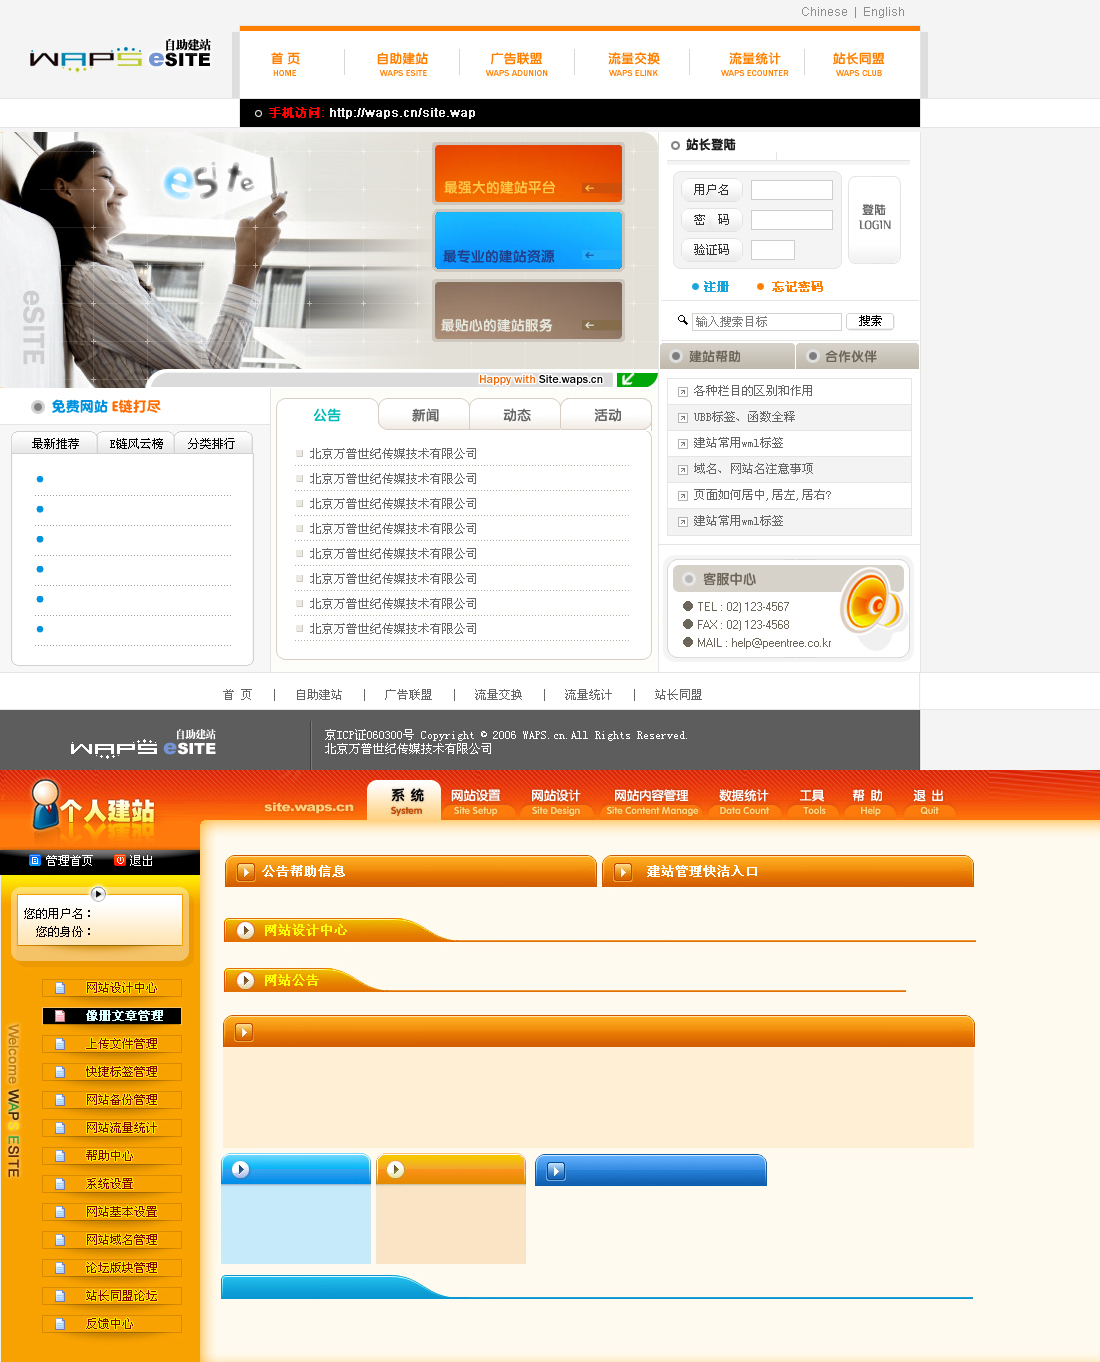 Chinese | English
WAPS eSITE 自助建站
首 页 自助建站 广告联盟 流量交换 流量统计 站长同盟
HOME WAPS ESITE WAPS ADUNION WAPS ELINK WAPS ECOUNTER WAPS CLUB
手机访问: http://waps.cn/site.wap
esite
eSITE
最强大的建站平台
最专业的建站资源
最贴心的建站服务
Happy with Site.waps.cn
站长登陆
用户名
密 码
验证码
登陆
LOGIN
注册 忘记密码
输入搜索目标 搜索
建站帮助 合作伙伴
各种栏目的区别和作用
UBB标签、函数全释
建站常用wml标签
域名、网站名注意事项
页面如何居中,居左,居右?
建站常用wml标签
免费网站 E链打尽
最新推荐 E链风云榜 分类排行
公告 新闻 动态 活动
北京万普世纪传媒技术有限公司
北京万普世纪传媒技术有限公司
北京万普世纪传媒技术有限公司
北京万普世纪传媒技术有限公司
北京万普世纪传媒技术有限公司
北京万普世纪传媒技术有限公司
北京万普世纪传媒技术有限公司
北京万普世纪传媒技术有限公司
客服中心
TEL : 02) 123-4567
FAX : 02) 123-4568
MAIL : help@peentree.co.kr
首 页 | 自助建站 | 广告联盟 | 流量交换 | 流量统计 | 站长同盟
WAPS eSITE 自助建站
京ICP证060300号 Copyright © 2006 WAPS.cn.All Rights Reserved.
北京万普世纪传媒技术有限公司
个人建站
site.waps.cn
系 统 网站设置 网站设计 网站内容管理 数据统计 工具 帮 助 退 出
System Site Setup Site Design Site Content Manage Data Count Tools Help Quit
管理首页 退出
您的用户名：
您的身份：
网站设计中心
像册文章管理
上传文件管理
快捷标签管理
网站备份管理
网站流量统计
帮助中心
系统设置
网站基本设置
网站域名管理
论坛版块管理
站长同盟论坛
反馈中心
Welcome WAPS ESITE
公告帮助信息 建站管理快洁入口
网站设计中心
网站公告